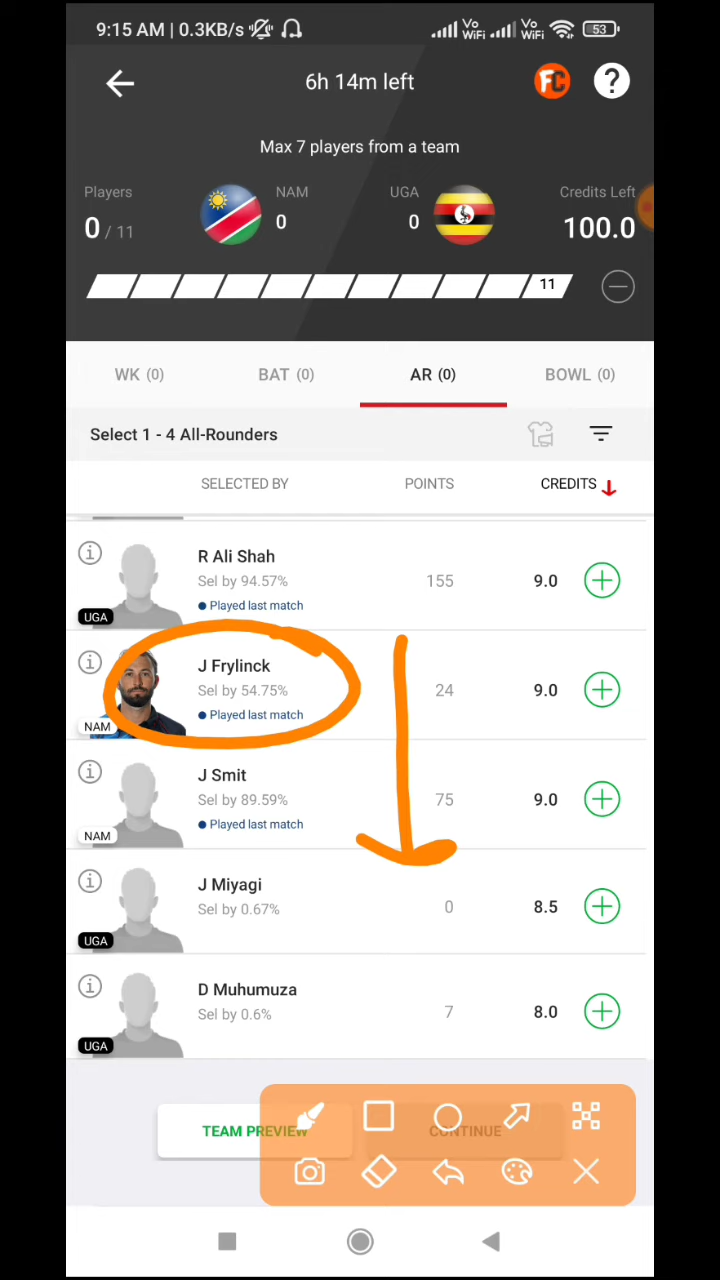 9:15 AM | 0.3KB/s Vo WiFi Vo WiFi 53
6h 14m left FC ?
Max 7 players from a team
Players NAM UGA Credits Left
0 / 11 0 0 100.0
11
WK (0) BAT (0) AR (0) BOWL (0)
Select 1 - 4 All-Rounders
SELECTED BY POINTS CREDITS
R Ali Shah
Sel by 94.57% 155 9.0
Played last match
UGA
J Frylinck
Sel by 54.75% 24 9.0
Played last match
NAM
J Smit
Sel by 89.59% 75 9.0
Played last match
NAM
J Miyagi
Sel by 0.67% 0 8.5
UGA
D Muhumuza
Sel by 0.6% 7 8.0
UGA
TEAM PREVIEW CONTINUE